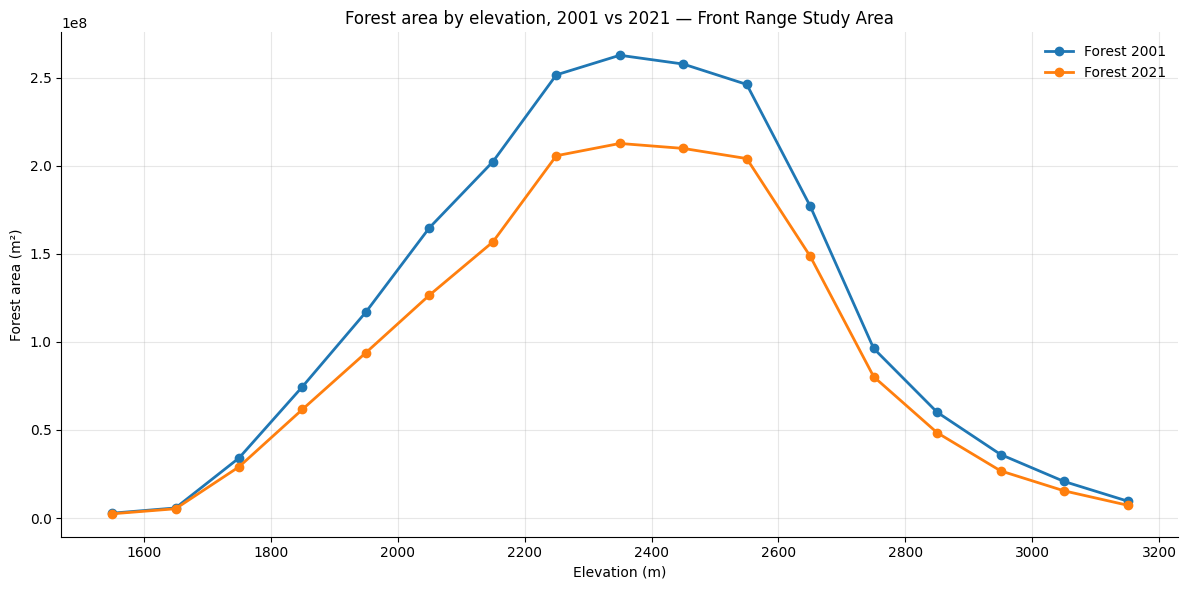 Forest area by elevation, 2001 vs 2021 — Front Range Study Area
1e8
Forest 2001
Forest 2021
2.5
2.0
1.5
1.0
0.5
0.0
Forest area (m²)
1600 1800 2000 2200 2400 2600 2800 3000 3200
Elevation (m)